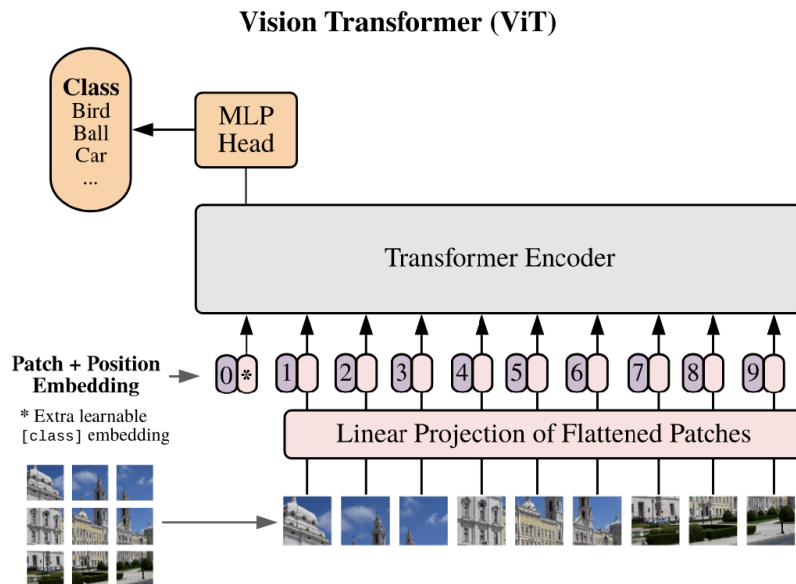 Vision Transformer (ViT)
Class
Bird
Ball
Car
...
MLP
Head
Transformer Encoder
Patch + Position
Embedding
0 * 1 2 3 4 5 6 7 8 9
* Extra learnable
[class] embedding
Linear Projection of Flattened Patches